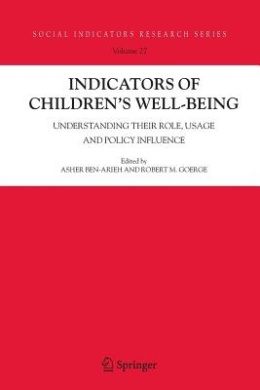 SOCIAL INDICATORS RESEARCH SERIES
Volume 27
INDICATORS OF
CHILDREN'S WELL-BEING
UNDERSTANDING THEIR ROLE, USAGE
AND POLICY INFLUENCE
Edited by
ASHER BEN-ARIEH AND ROBERT M. GOERGE
Springer